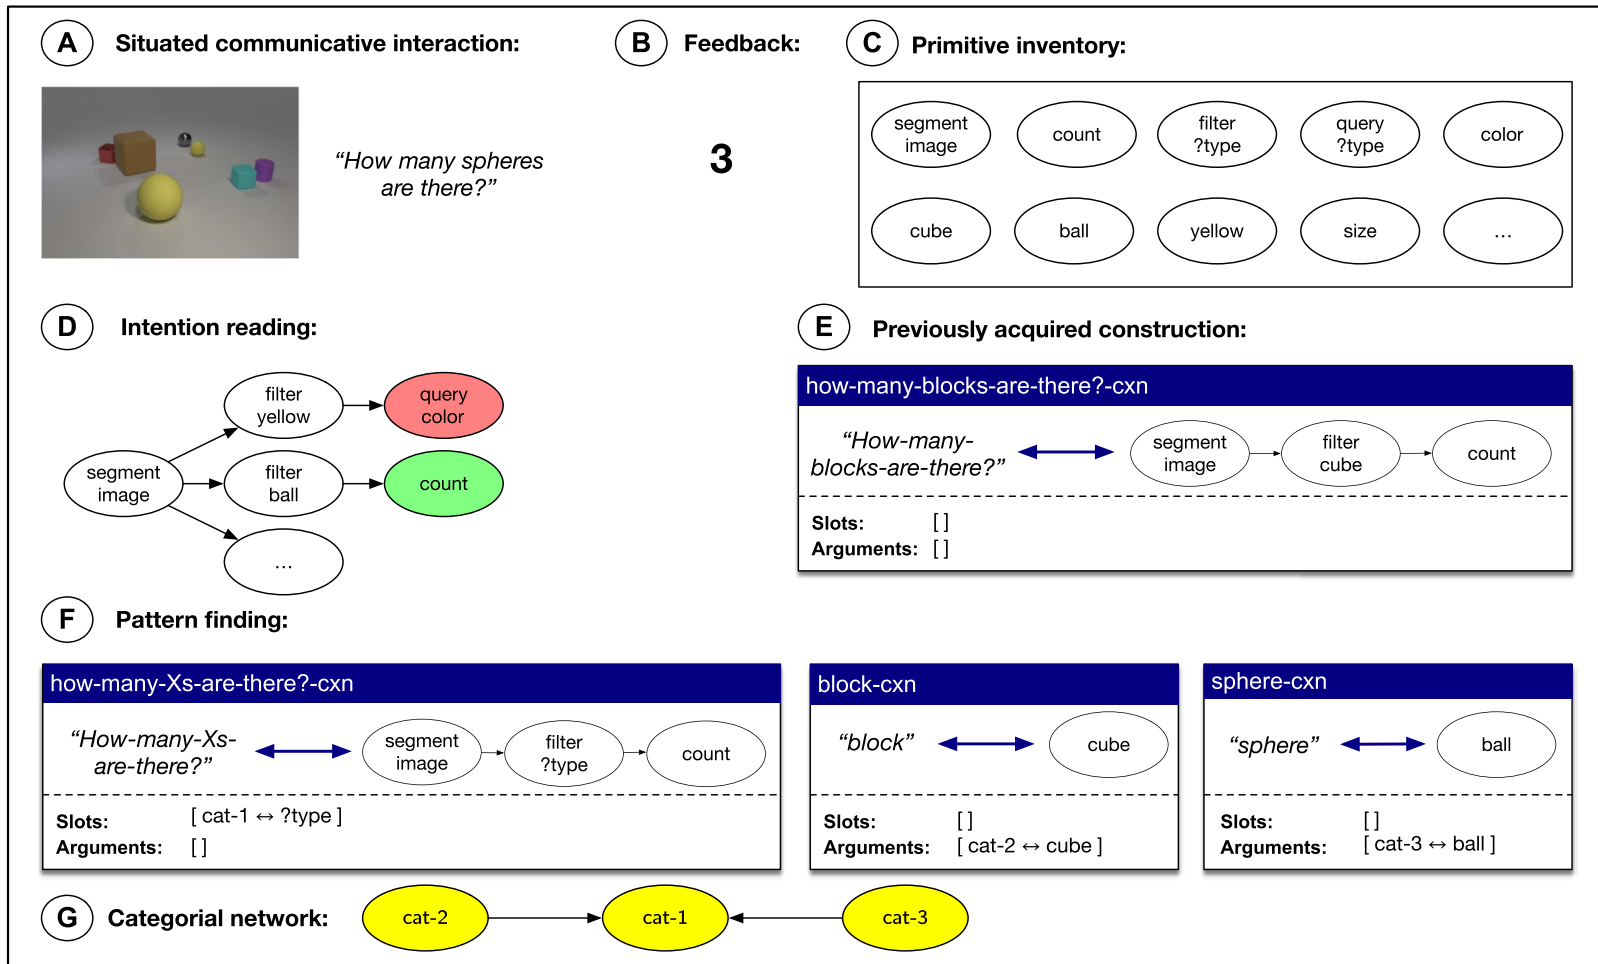 A Situated communicative interaction:
B Feedback:
C Primitive inventory:
“How many spheres
are there?”
3
segment
image
count
filter
?type
query
?type
color
cube
ball
yellow
size
...
D Intention reading:
filter
yellow
query
color
segment
image
filter
ball
count
...
E Previously acquired construction:
how-many-blocks-are-there?-cxn
“How-many-
blocks-are-there?”
segment
image
filter
cube
count
Slots: [ ]
Arguments: [ ]
F Pattern finding:
how-many-Xs-are-there?-cxn
“How-many-Xs-
are-there?”
segment
image
filter
?type
count
Slots: [ cat-1 ↔ ?type ]
Arguments: [ ]
block-cxn
“block”
cube
Slots: [ ]
Arguments: [ cat-2 ↔ cube ]
sphere-cxn
“sphere”
ball
Slots: [ ]
Arguments: [ cat-3 ↔ ball ]
G Categorial network:
cat-2
cat-1
cat-3